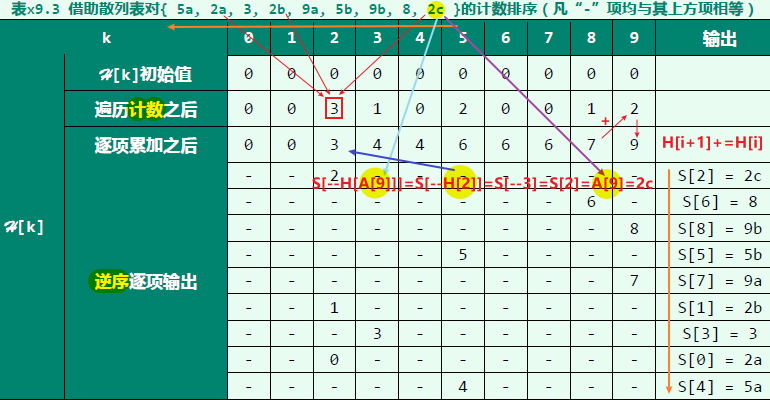 表x9.3 借助散列表对{ 5a, 2a, 3, 2b, 9a, 5b, 9b, 8, 2c }的计数排序（凡“-”项均与其上方项相等）
k 0 1 2 3 4 5 6 7 8 9 输出
ℋ[k]初始值 0 0 0 0 0 0 0 0 0 0
遍历计数之后 0 0 3 1 0 2 0 0 1 2
+
逐项累加之后 0 0 3 4 4 6 6 6 7 9 H[i+1]+=H[i]
- - 2 - - - - - - - S[2] = 2c
S[--H[A[9]]]=S[--H[2]]=S[--3]=S[2]=A[9]=2c
- - - - - - - - 6 - S[6] = 8
ℋ[k]
- - - - - - - - - 8 S[8] = 9b
- - - - - 5 - - - - S[5] = 5b
逆序逐项输出
- - - - - - - - - 7 S[7] = 9a
- - 1 - - - - - - - S[1] = 2b
- - - 3 - - - - - - S[3] = 3
- - 0 - - - - - - - S[0] = 2a
- - - - - 4 - - - - S[4] = 5a